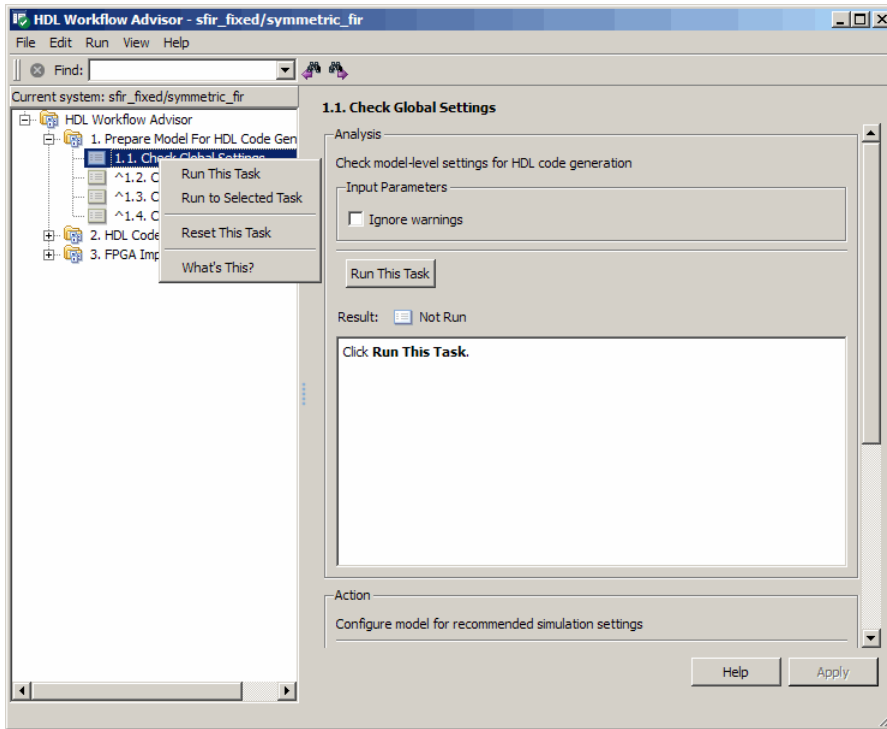 HDL Workflow Advisor - sfir_fixed/symmetric_fir
File Edit Run View Help
Find:
Current system: sfir_fixed/symmetric_fir
HDL Workflow Advisor
1. Prepare Model For HDL Code Gen
1.1. Check Global Settings
^1.2. C
^1.3. C
^1.4. C
2. HDL Code
3. FPGA Imp
Run This Task
Run to Selected Task
Reset This Task
What's This?
1.1. Check Global Settings
Analysis
Check model-level settings for HDL code generation
Input Parameters
Ignore warnings
Run This Task
Result: Not Run
Click Run This Task.
Action
Configure model for recommended simulation settings
Help Apply